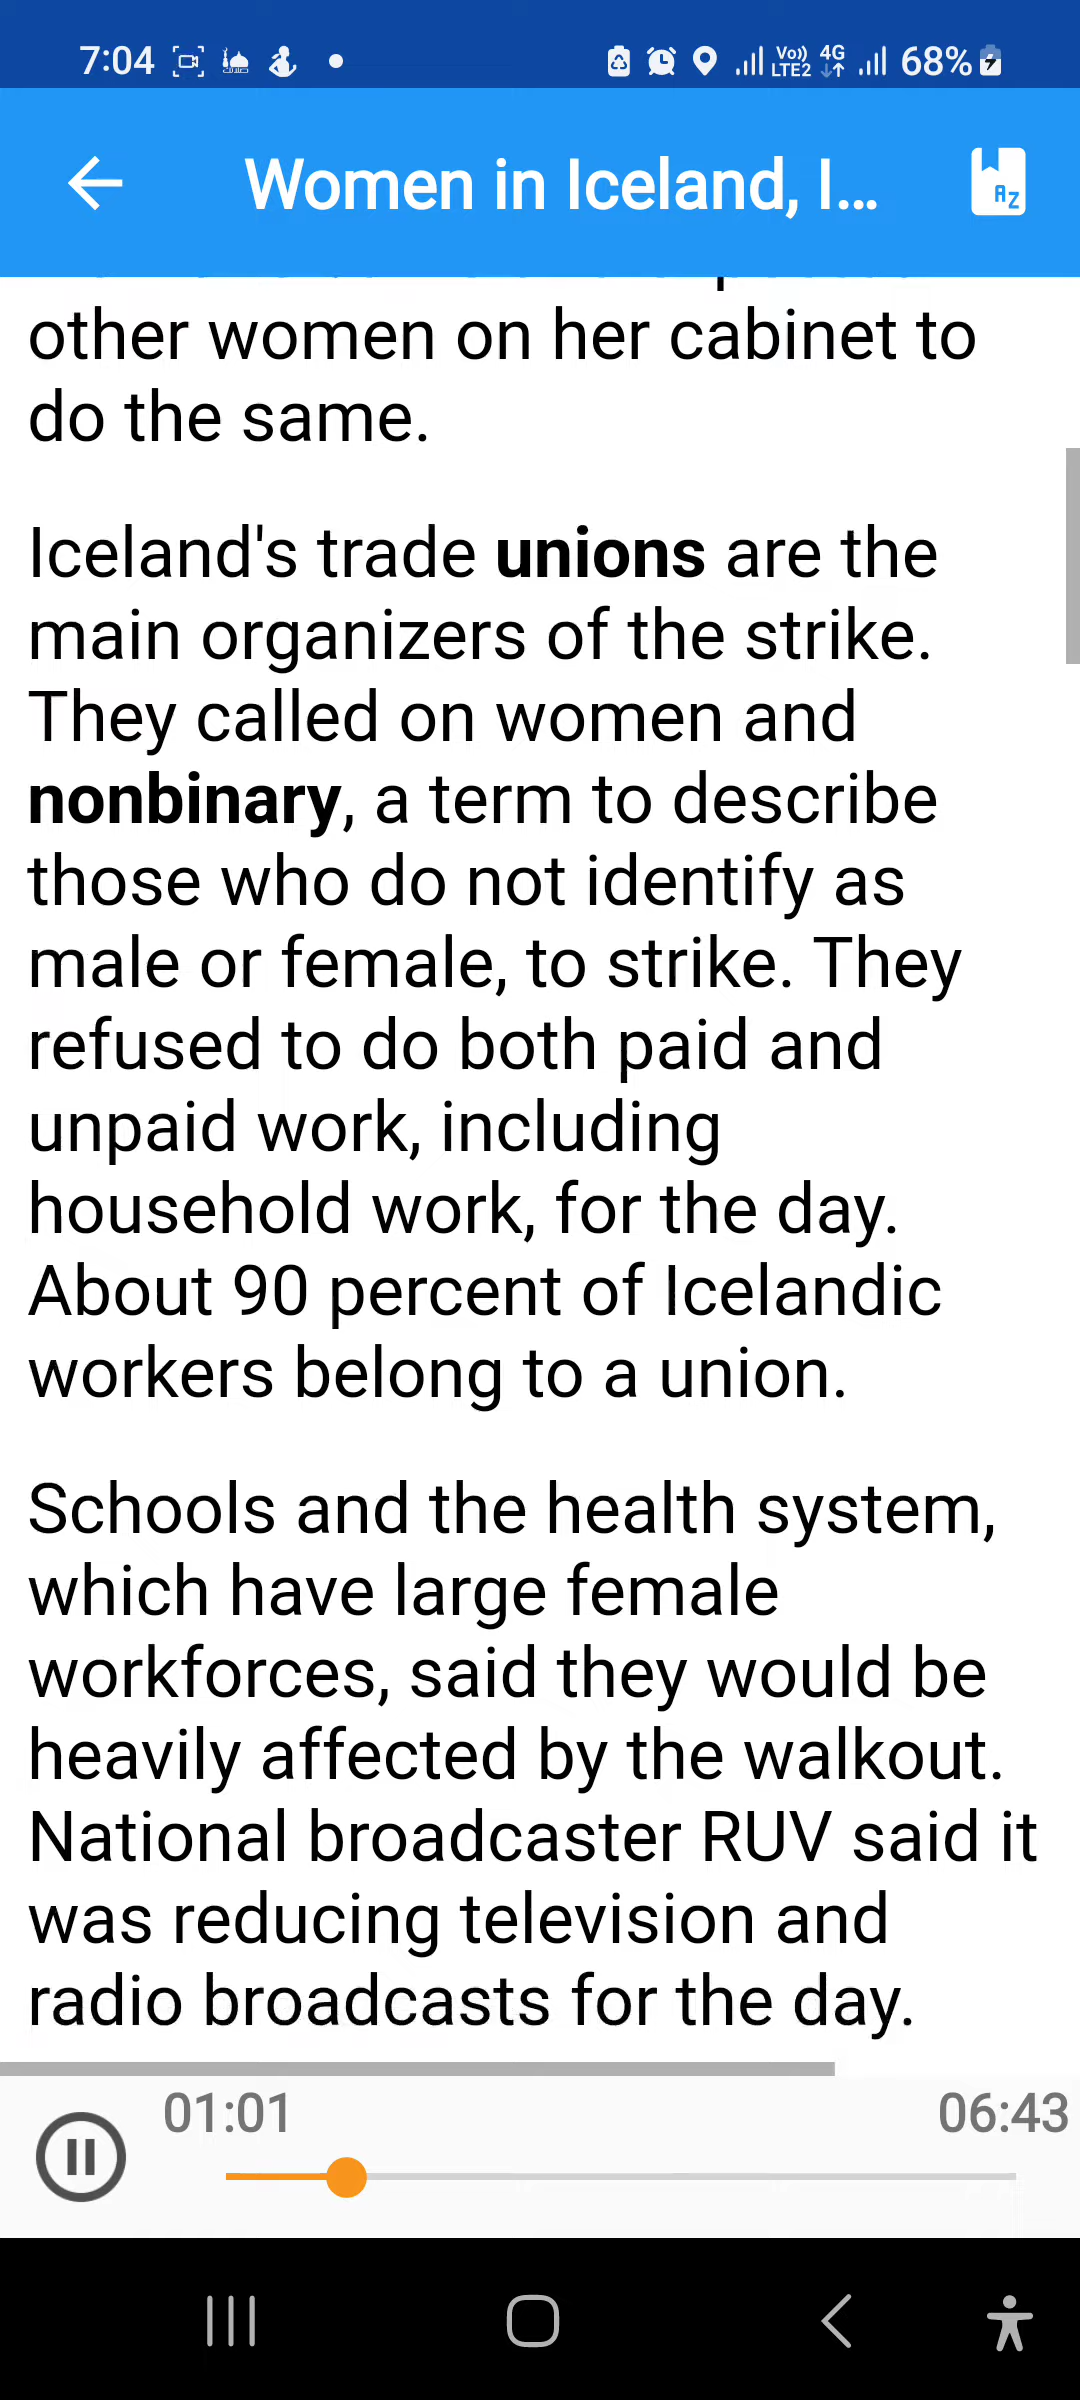 7:04
Vo)) 4G
LTE2
68%
Women in Iceland, I...
AZ
other women on her cabinet to
do the same.
Iceland's trade unions are the
main organizers of the strike.
They called on women and
nonbinary, a term to describe
those who do not identify as
male or female, to strike. They
refused to do both paid and
unpaid work, including
household work, for the day.
About 90 percent of Icelandic
workers belong to a union.
Schools and the health system,
which have large female
workforces, said they would be
heavily affected by the walkout.
National broadcaster RUV said it
was reducing television and
radio broadcasts for the day.
01:01
06:43